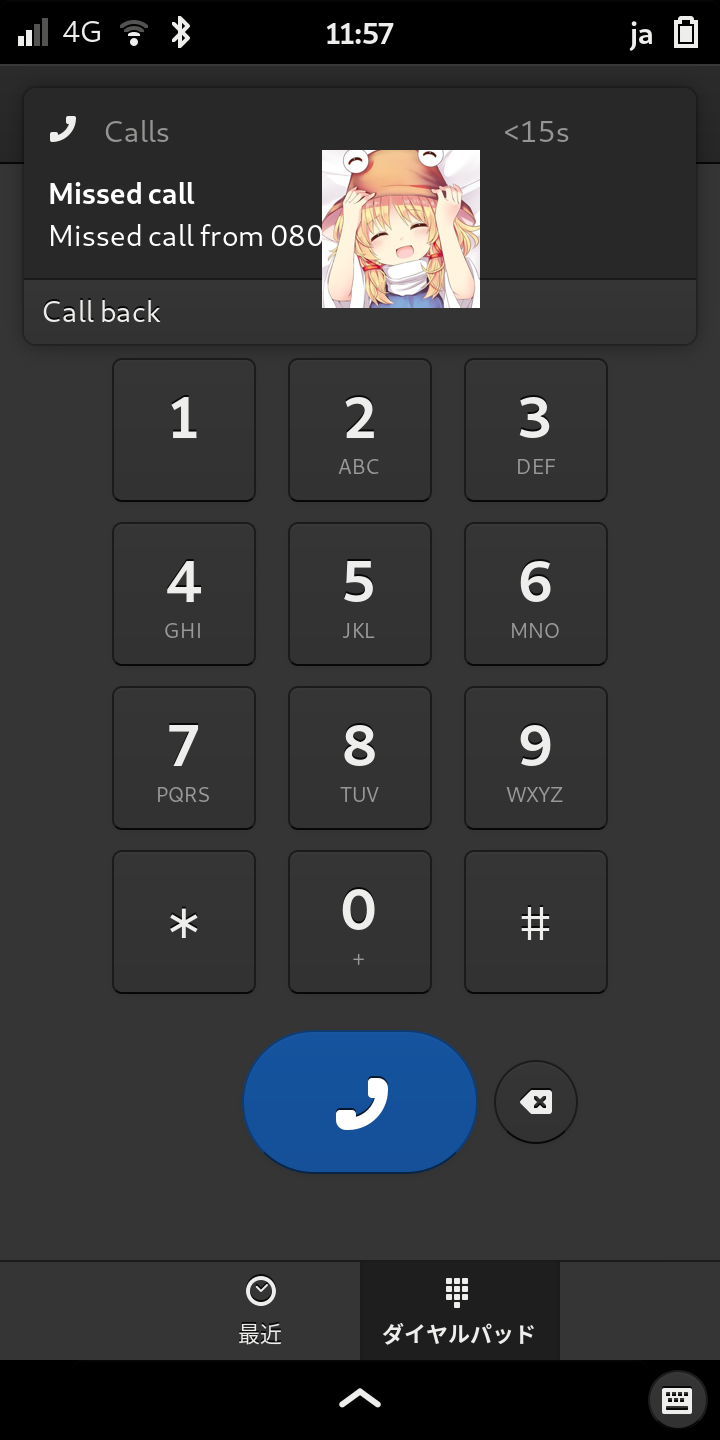 4G 11:57 ja
Calls <15s
Missed call
Missed call from 080
Call back
1 2 3
ABC DEF
4 5 6
GHI JKL MNO
7 8 9
PQRS TUV WXYZ
* 0 #
+
最近 ダイヤルパッド